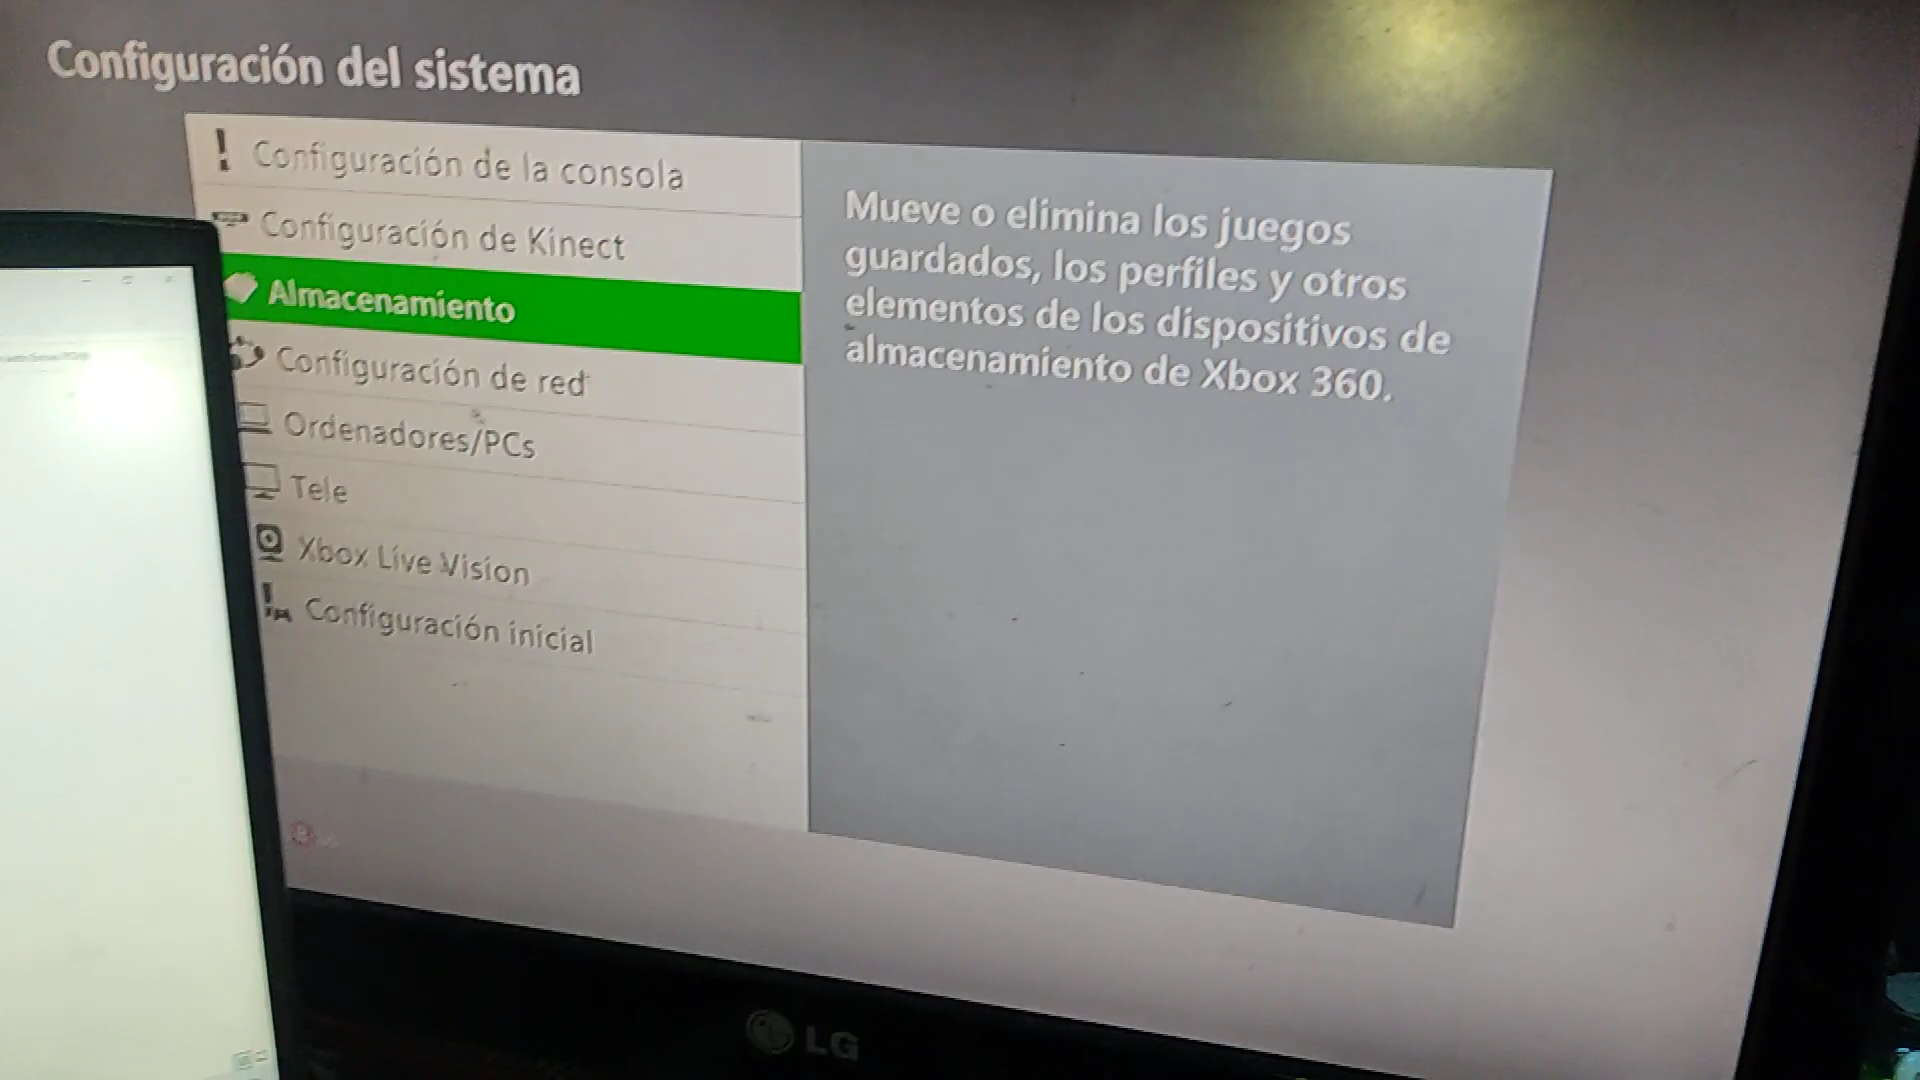 Configuración del sistema
Configuración de la consola
Configuración de Kinect
Almacenamiento
Configuración de red
Ordenadores/PCs
Tele
Xbox Live Vision
Configuración inicial
Mueve o elimina los juegos
guardados, los perfiles y otros
elementos de los dispositivos de
almacenamiento de Xbox 360.
LG